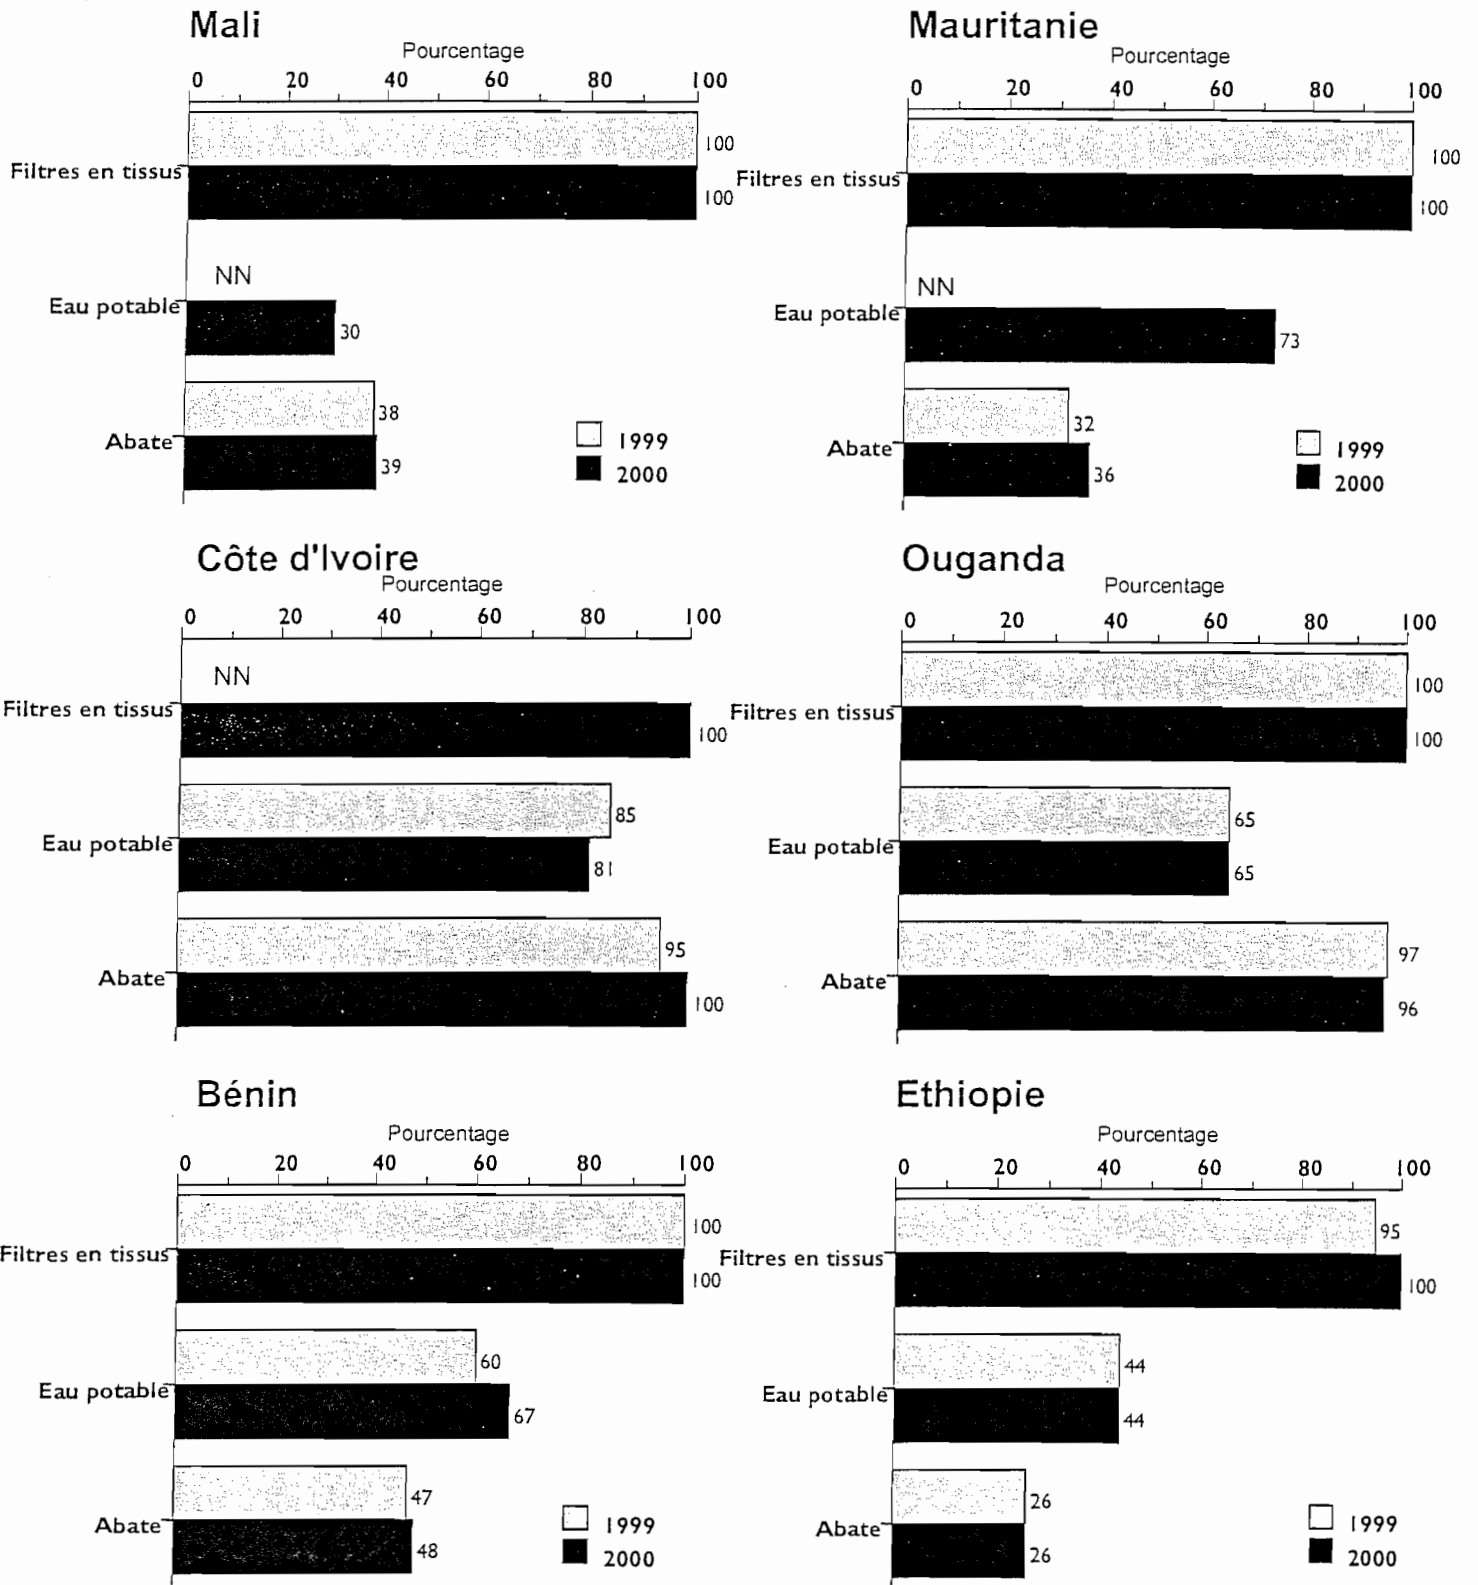 Mali
Pourcentage
0 20 40 60 80 100
100
Filtres en tissus
100
NN
Eau potable
30
38
Abate
39
1999
2000
Mauritanie
Pourcentage
0 20 40 60 80 100
100
Filtres en tissus
100
NN
Eau potable
73
32
Abate
36
1999
2000
Côte d'Ivoire
Pourcentage
0 20 40 60 80 100
NN
Filtres en tissus
100
85
Eau potable
81
95
Abate
100
Ouganda
Pourcentage
0 20 40 60 80 100
100
Filtres en tissus
100
65
Eau potable
65
97
Abate
96
Bénin
Pourcentage
0 20 40 60 80 100
100
Filtres en tissus
100
60
Eau potable
67
47
Abate
48
1999
2000
Ethiopie
Pourcentage
0 20 40 60 80 100
95
Filtres en tissus
100
44
Eau potable
44
26
Abate
26
1999
2000